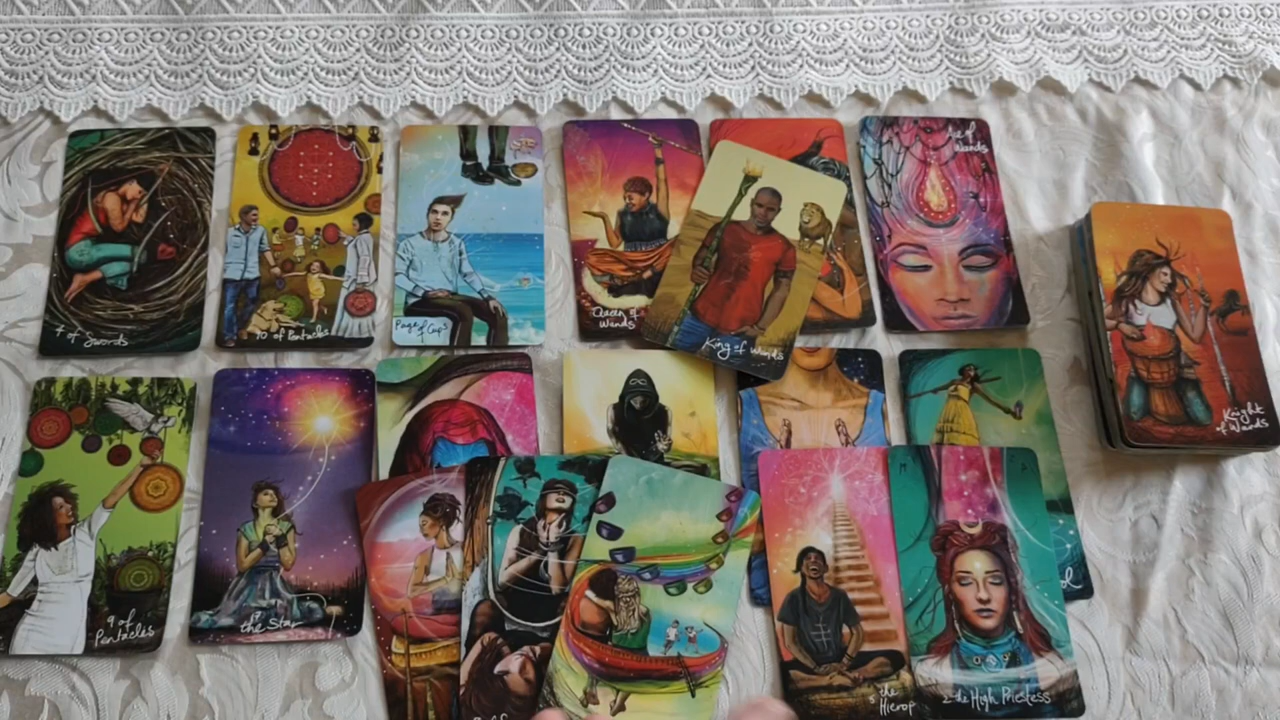 4 of Swords
10 of Pentacles
Page
of Cups
Queen of
Wands
King of Wands
Ace of
Wands
Knight
of Wands
9 of
Pentacles
the Star
5 the
Hierop
2 the High Priestess